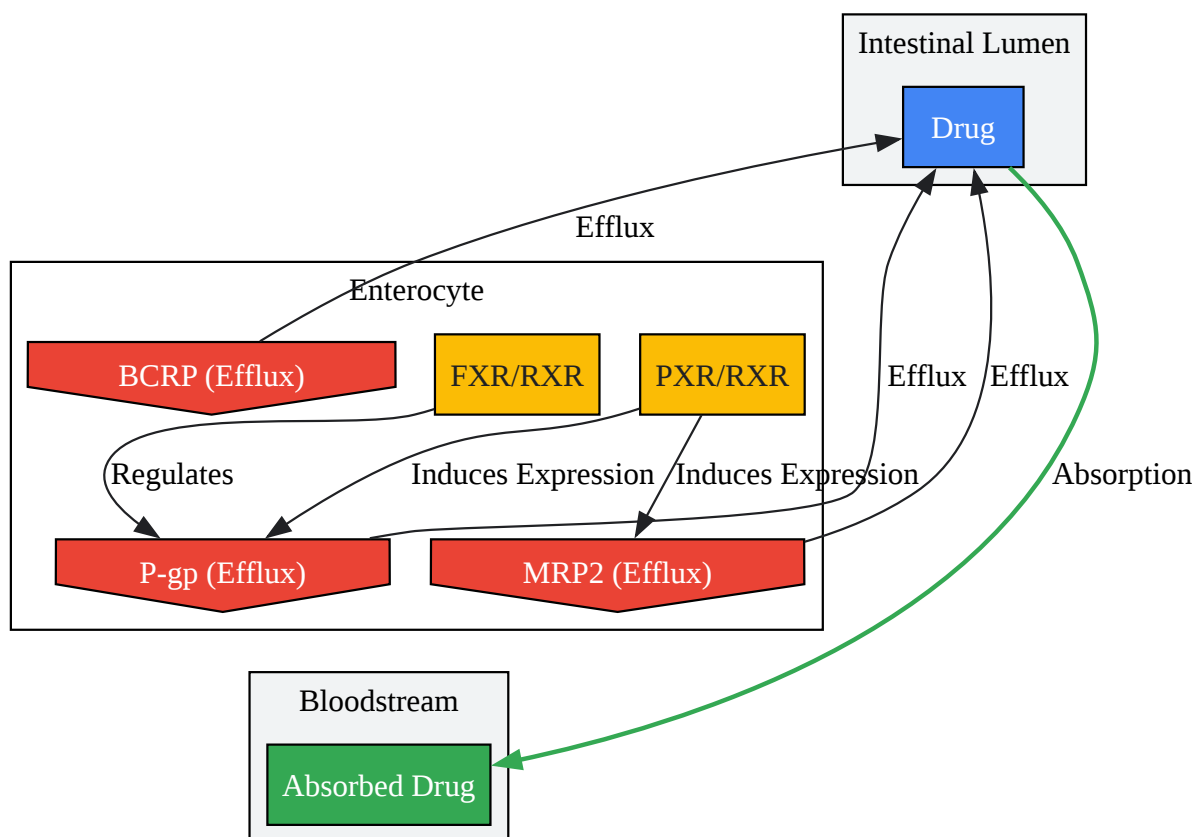 Intestinal Lumen
Drug
Efflux
Enterocyte
BCRP (Efflux)
FXR/RXR
PXR/RXR
Efflux
Efflux
Regulates
Induces Expression
Induces Expression
Absorption
P-gp (Efflux)
MRP2 (Efflux)
Bloodstream
Absorbed Drug